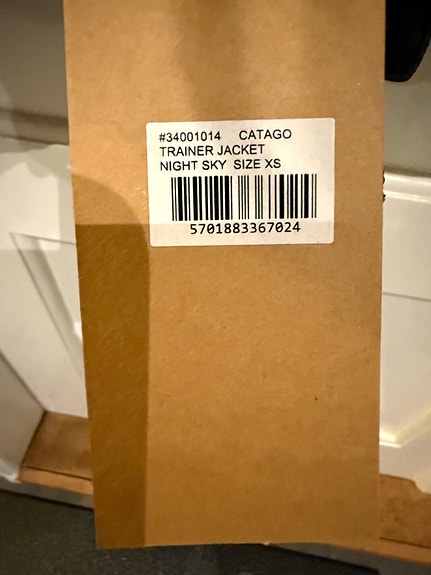 #34001014 CATAGO
TRAINER JACKET
NIGHT SKY SIZE XS
5701883367024